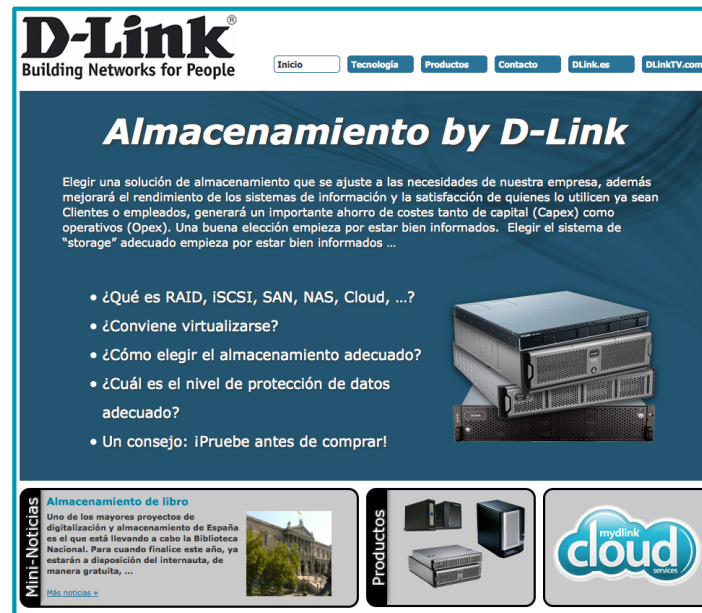 D-Link®
Building Networks for People
Inicio
Tecnología
Productos
Contacto
DLink.es
DLinkTV.com
Almacenamiento by D-Link
Elegir una solución de almacenamiento que se ajuste a las necesidades de nuestra empresa, además
mejorará el rendimiento de los sistemas de información y la satisfacción de quienes lo utilicen ya sean
Clientes o empleados, generará un importante ahorro de costes tanto de capital (Capex) como
operativos (Opex). Una buena elección empieza por estar bien informados.  Elegir el sistema de
“storage” adecuado empieza por estar bien informados …
• ¿Qué es RAID, iSCSI, SAN, NAS, Cloud, …?
• ¿Conviene virtualizarse?
• ¿Cómo elegir el almacenamiento adecuado?
• ¿Cuál es el nivel de protección de datos
adecuado?
• Un consejo: ¡Pruebe antes de comprar!
Mini-Noticias
Almacenamiento de libro
Uno de los mayores proyectos de
digitalización y almacenamiento de España
es el que está llevando a cabo la Biblioteca
Nacional. Para cuando finalice este año, ya
estarán a disposición del internauta, de
manera gratuita, ...
Más noticias »
Productos
mydlink
cloud
services